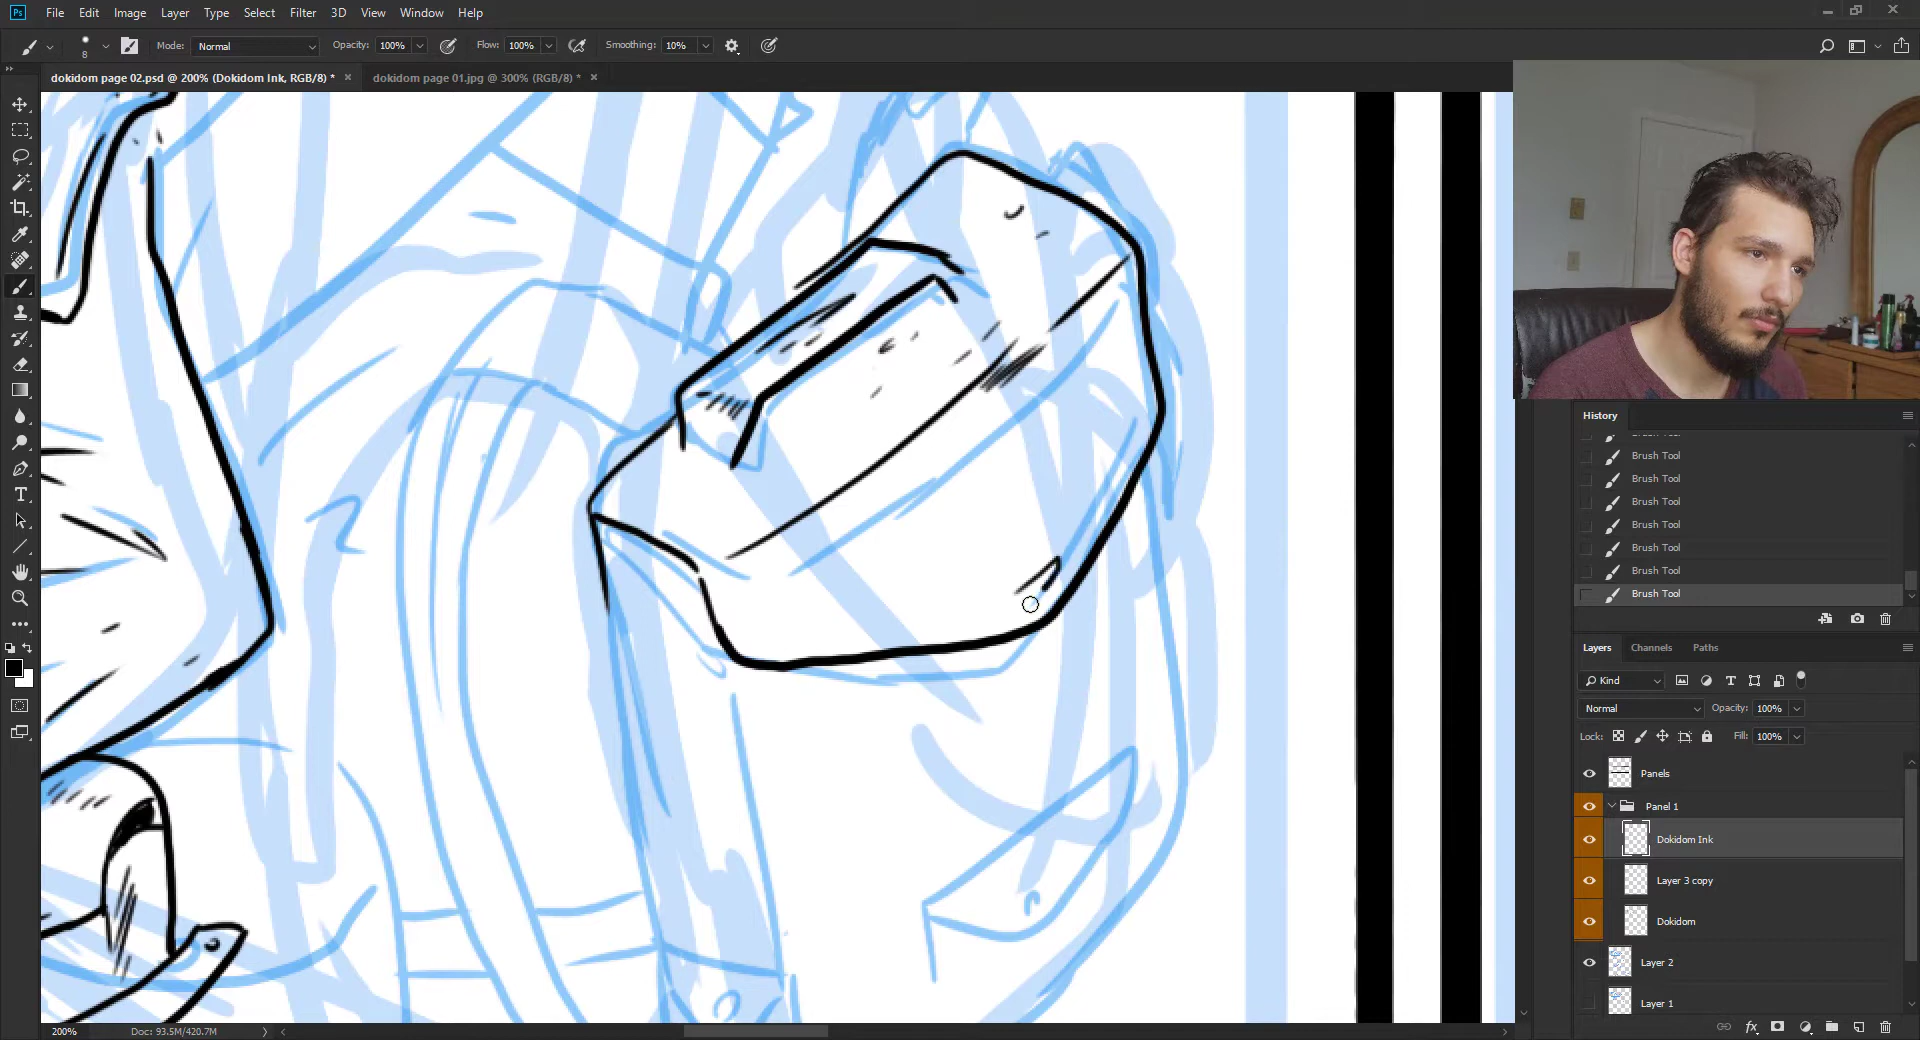 Ps File Edit Image Layer Type Select Filter 3D View Window Help
8 Mode: Normal Opacity: 100% Flow: 100% Smoothing: 10%
dokidom page 02.psd @ 200% (Dokidom Ink, RGB/8) * × dokidom page 01.jpg @ 300% (RGB/8) * ×
History
Brush Tool
Brush Tool
Brush Tool
Brush Tool
Brush Tool
Brush Tool
Brush Tool
Layers Channels Paths
Kind
Normal Opacity: 100%
Lock: Fill: 100%
Panels
Panel 1
Dokidom Ink
Layer 3 copy
Dokidom
Layer 2
Layer 1
200% Doc: 93.5M/420.7M